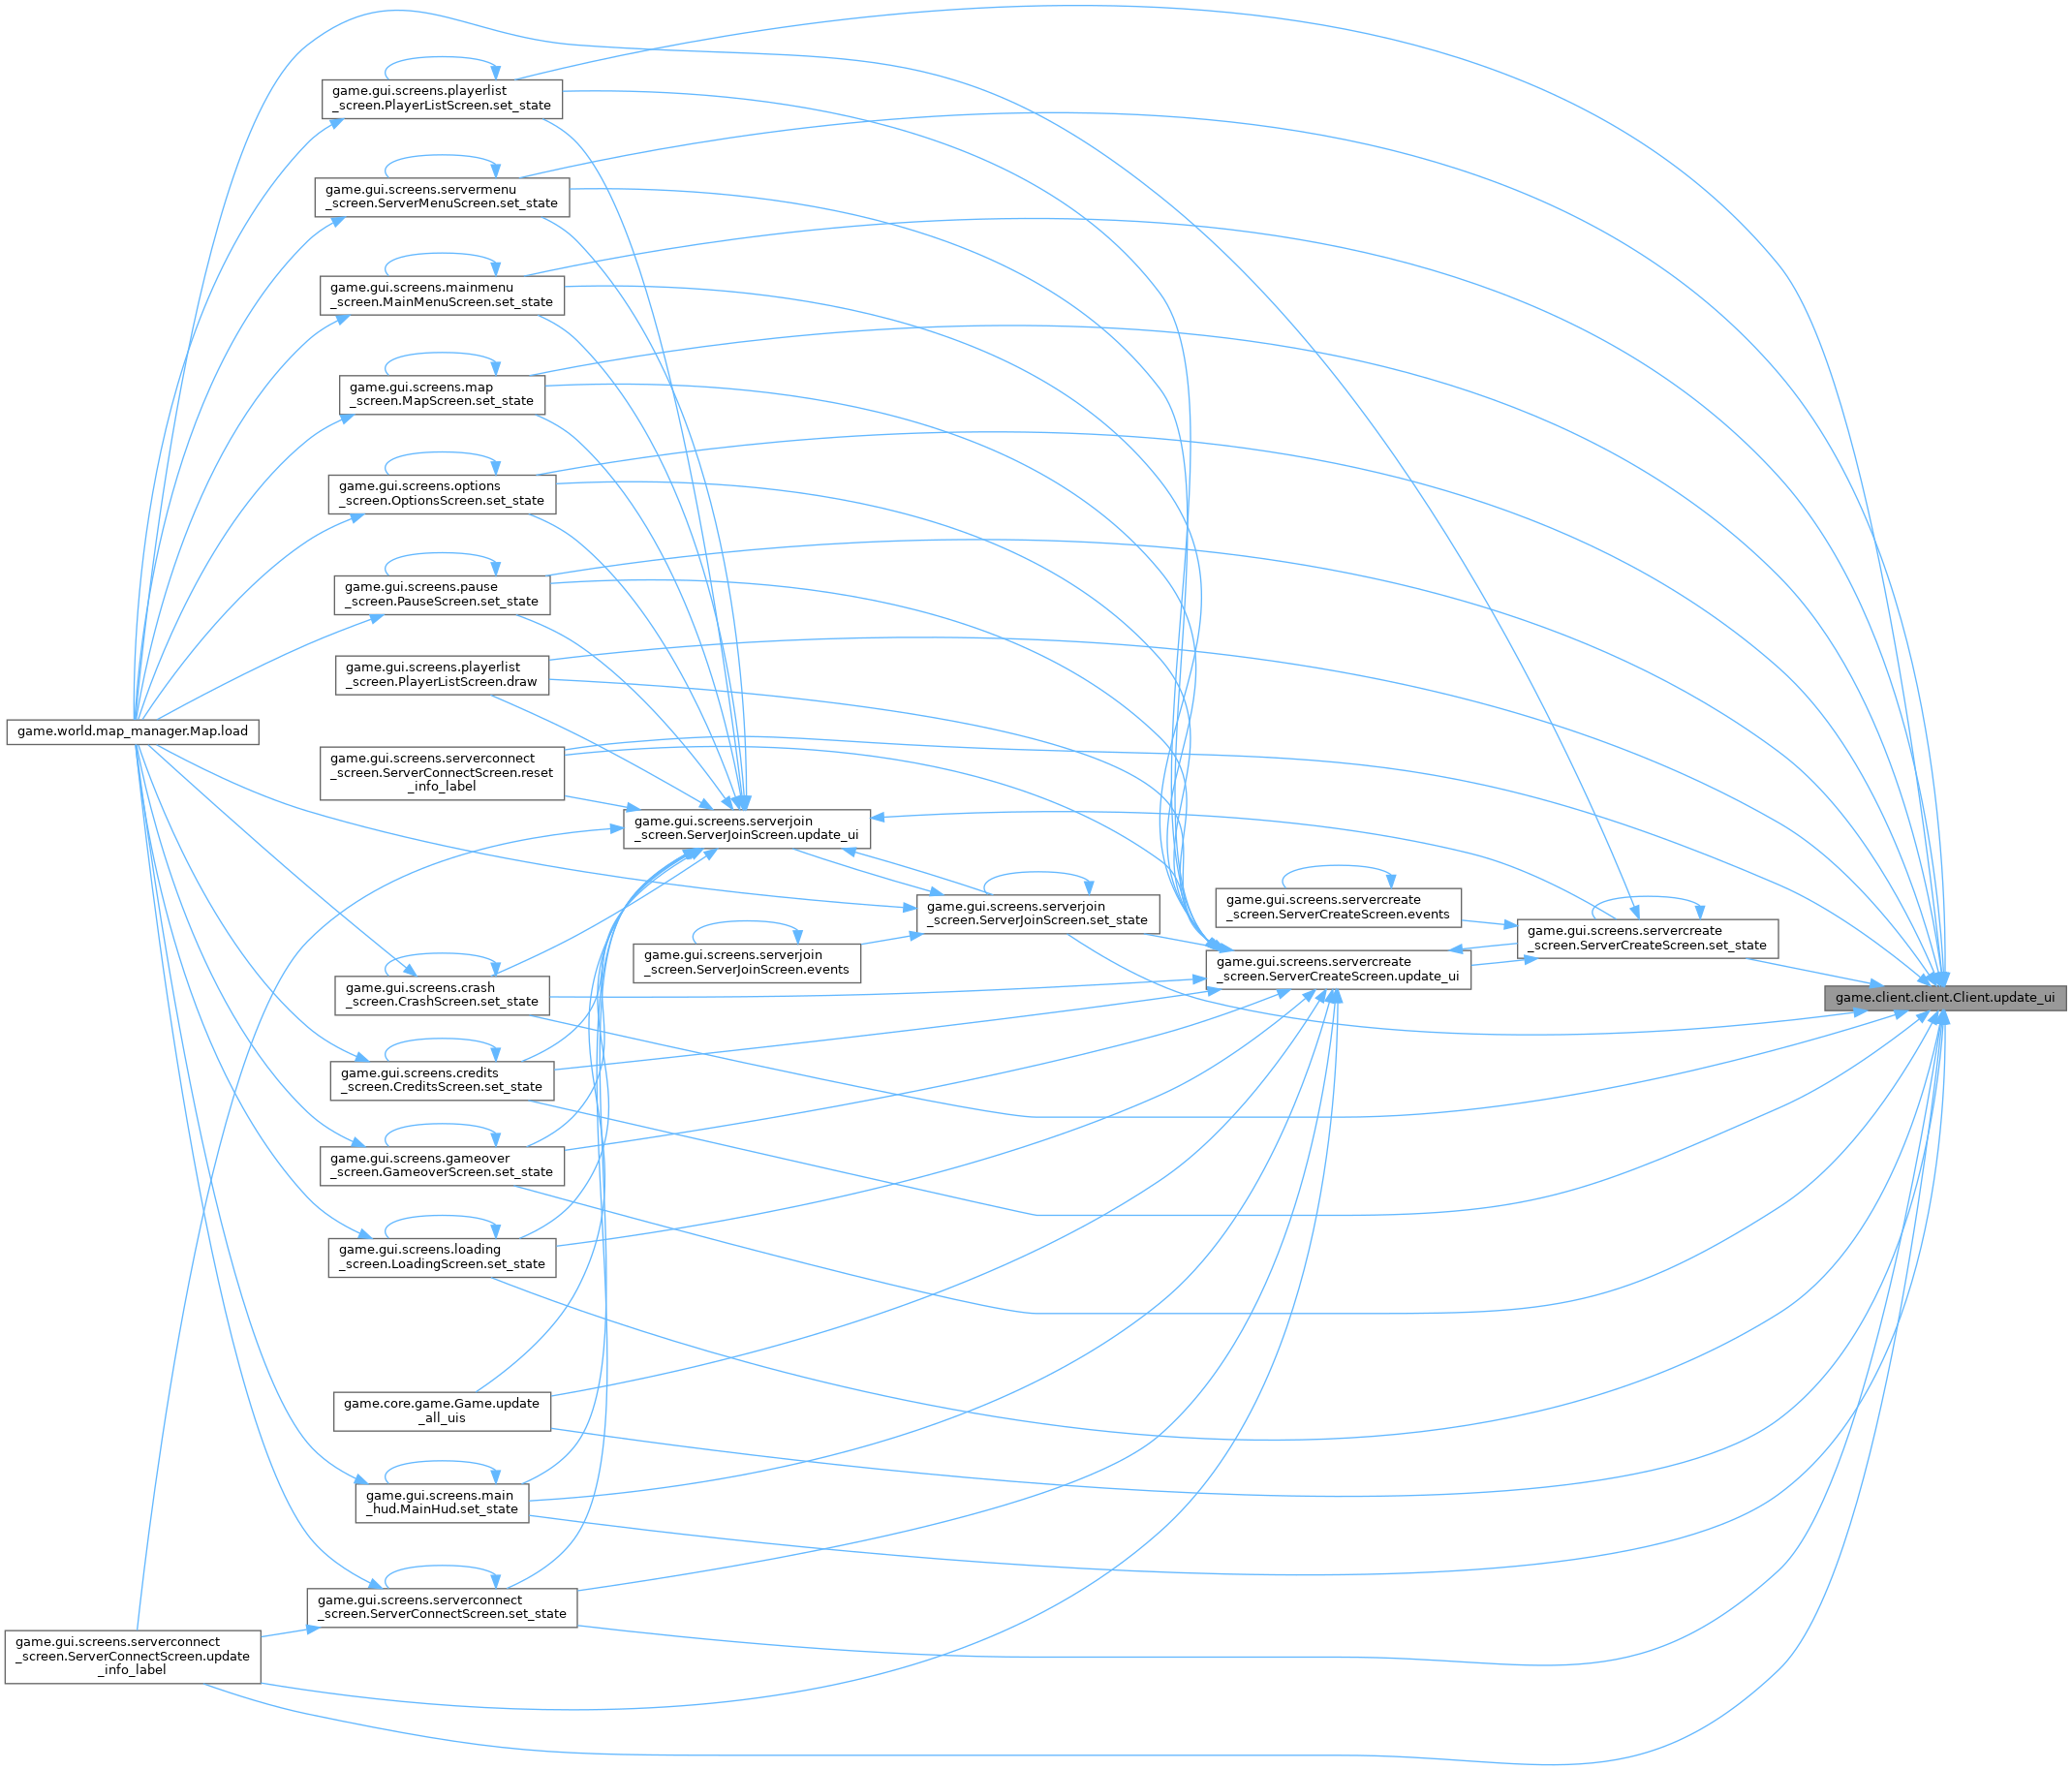 game.gui.screens.playerlist
_screen.PlayerListScreen.set_state
game.gui.screens.servermenu
_screen.ServerMenuScreen.set_state
game.gui.screens.mainmenu
_screen.MainMenuScreen.set_state
game.gui.screens.map
_screen.MapScreen.set_state
game.gui.screens.options
_screen.OptionsScreen.set_state
game.gui.screens.pause
_screen.PauseScreen.set_state
game.gui.screens.playerlist
_screen.PlayerListScreen.draw
game.world.map_manager.Map.load
game.gui.screens.serverconnect
_screen.ServerConnectScreen.reset
_info_label
game.gui.screens.serverjoin
_screen.ServerJoinScreen.update_ui
game.gui.screens.serverjoin
_screen.ServerJoinScreen.set_state
game.gui.screens.servercreate
_screen.ServerCreateScreen.events
game.gui.screens.servercreate
_screen.ServerCreateScreen.set_state
game.gui.screens.serverjoin
_screen.ServerJoinScreen.events
game.gui.screens.servercreate
_screen.ServerCreateScreen.update_ui
game.client.client.Client.update_ui
game.gui.screens.crash
_screen.CrashScreen.set_state
game.gui.screens.credits
_screen.CreditsScreen.set_state
game.gui.screens.gameover
_screen.GameoverScreen.set_state
game.gui.screens.loading
_screen.LoadingScreen.set_state
game.core.game.Game.update
_all_uis
game.gui.screens.main
_hud.MainHud.set_state
game.gui.screens.serverconnect
_screen.ServerConnectScreen.set_state
game.gui.screens.serverconnect
_screen.ServerConnectScreen.update
_info_label